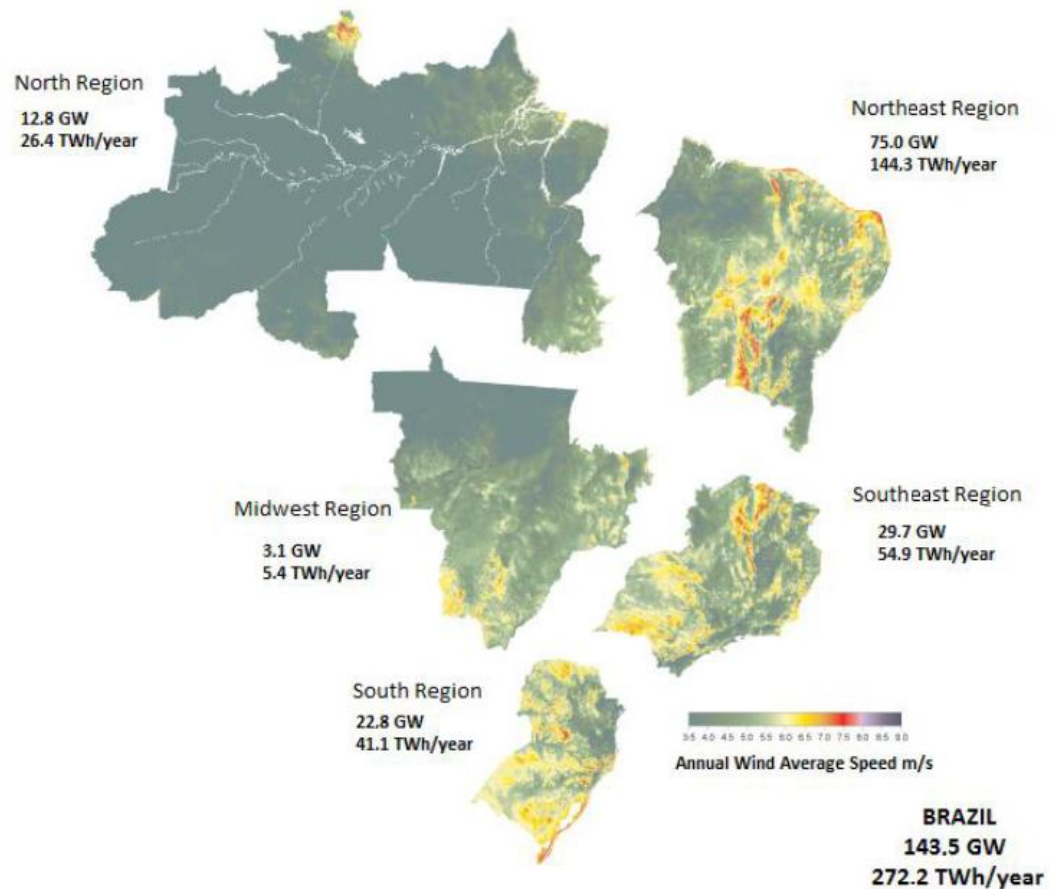 North Region
12.8 GW
26.4 TWh/year
Northeast Region
75.0 GW
144.3 TWh/year
Midwest Region
3.1 GW
5.4 TWh/year
Southeast Region
29.7 GW
54.9 TWh/year
South Region
22.8 GW
41.1 TWh/year
3.5 4.0 4.5 5.0 5.5 6.0 6.5 7.0 7.5 8.0 8.5 9.0
Annual Wind Average Speed m/s
BRAZIL
143.5 GW
272.2 TWh/year